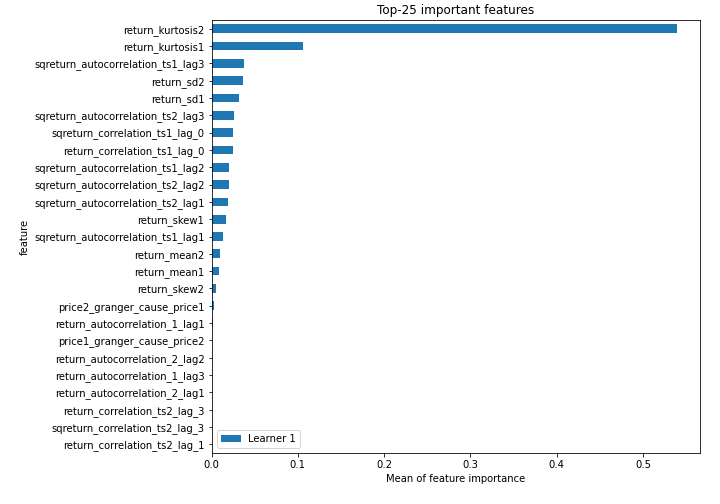 Top-25 important features
return_kurtosis2
return_kurtosis1
sqreturn_autocorrelation_ts1_lag3
return_sd2
return_sd1
sqreturn_autocorrelation_ts2_lag3
sqreturn_correlation_ts1_lag_0
return_correlation_ts1_lag_0
sqreturn_autocorrelation_ts1_lag2
sqreturn_autocorrelation_ts2_lag2
sqreturn_autocorrelation_ts2_lag1
return_skew1
sqreturn_autocorrelation_ts1_lag1
return_mean2
return_mean1
return_skew2
price2_granger_cause_price1
return_autocorrelation_1_lag1
price1_granger_cause_price2
return_autocorrelation_2_lag2
return_autocorrelation_1_lag3
return_autocorrelation_2_lag1
return_correlation_ts2_lag_3
sqreturn_correlation_ts2_lag_3
return_correlation_ts2_lag_1
feature
Learner 1
0.0 0.1 0.2 0.3 0.4 0.5
Mean of feature importance